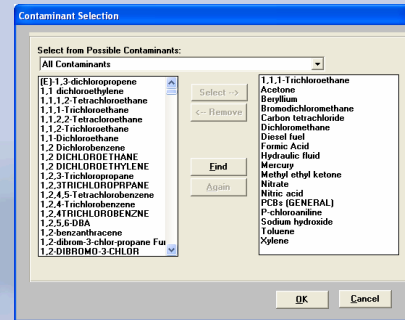 Contaminant Selection
Select from Possible Contaminants:
All Contaminants
(E)-1,3-dichloropropene
1,1 dichloroethylene
1,1,1,2-Tetrachloroethane
1,1,1-Trichloroethane
1,1,2,2-Tetracloroethane
1,1,2-Trichloroethane
1,1-Dichloroethane
1,2 Dichlorobenzene
1,2 DICHLOROETHANE
1,2 DICHLOROETHYLENE
1,2,3-Trichloropropane
1,2,3TRICHLOROPRPANE
1,2,4,5-Tetrachlorobenzene
1,2,4-Trichlorobenzene
1,2,4TRICHLOROBENZNE
1,2,5,6-DBA
1,2-benzanthracene
1,2-dibrom-3-chlor-propane Fui
1,2-DIBROMO-3-CHLOR
Select -->
<-- Remove
Find
Again
1,1,1-Trichloroethane
Acetone
Beryllium
Bromodichloromethane
Carbon tetrachloride
Dichloromethane
Diesel fuel
Formic Acid
Hydraulic fluid
Mercury
Methyl ethyl ketone
Nitrate
Nitric acid
PCBs (GENERAL)
P-chloroaniline
Sodium hydroxide
Toluene
Xylene
OK
Cancel